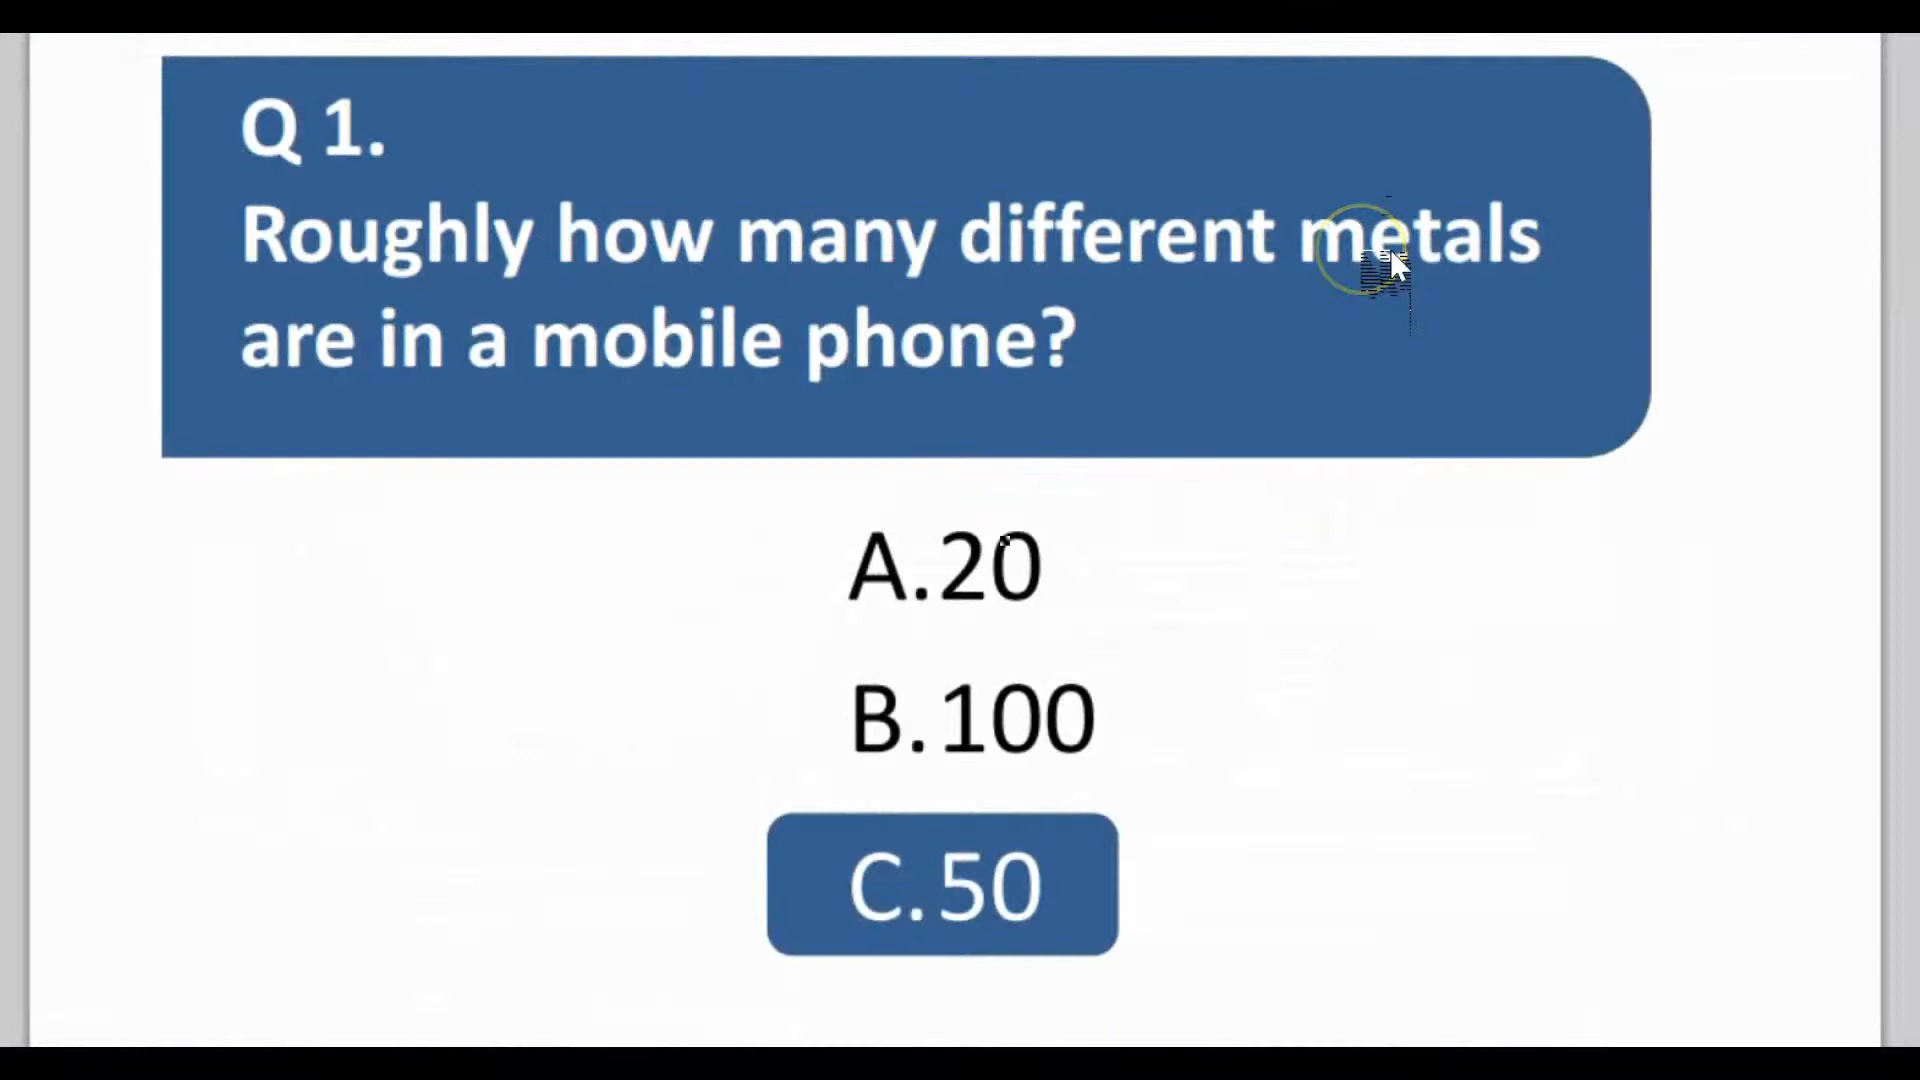 Q 1.
Roughly how many different metals
are in a mobile phone?
A.20
B.100
C.50